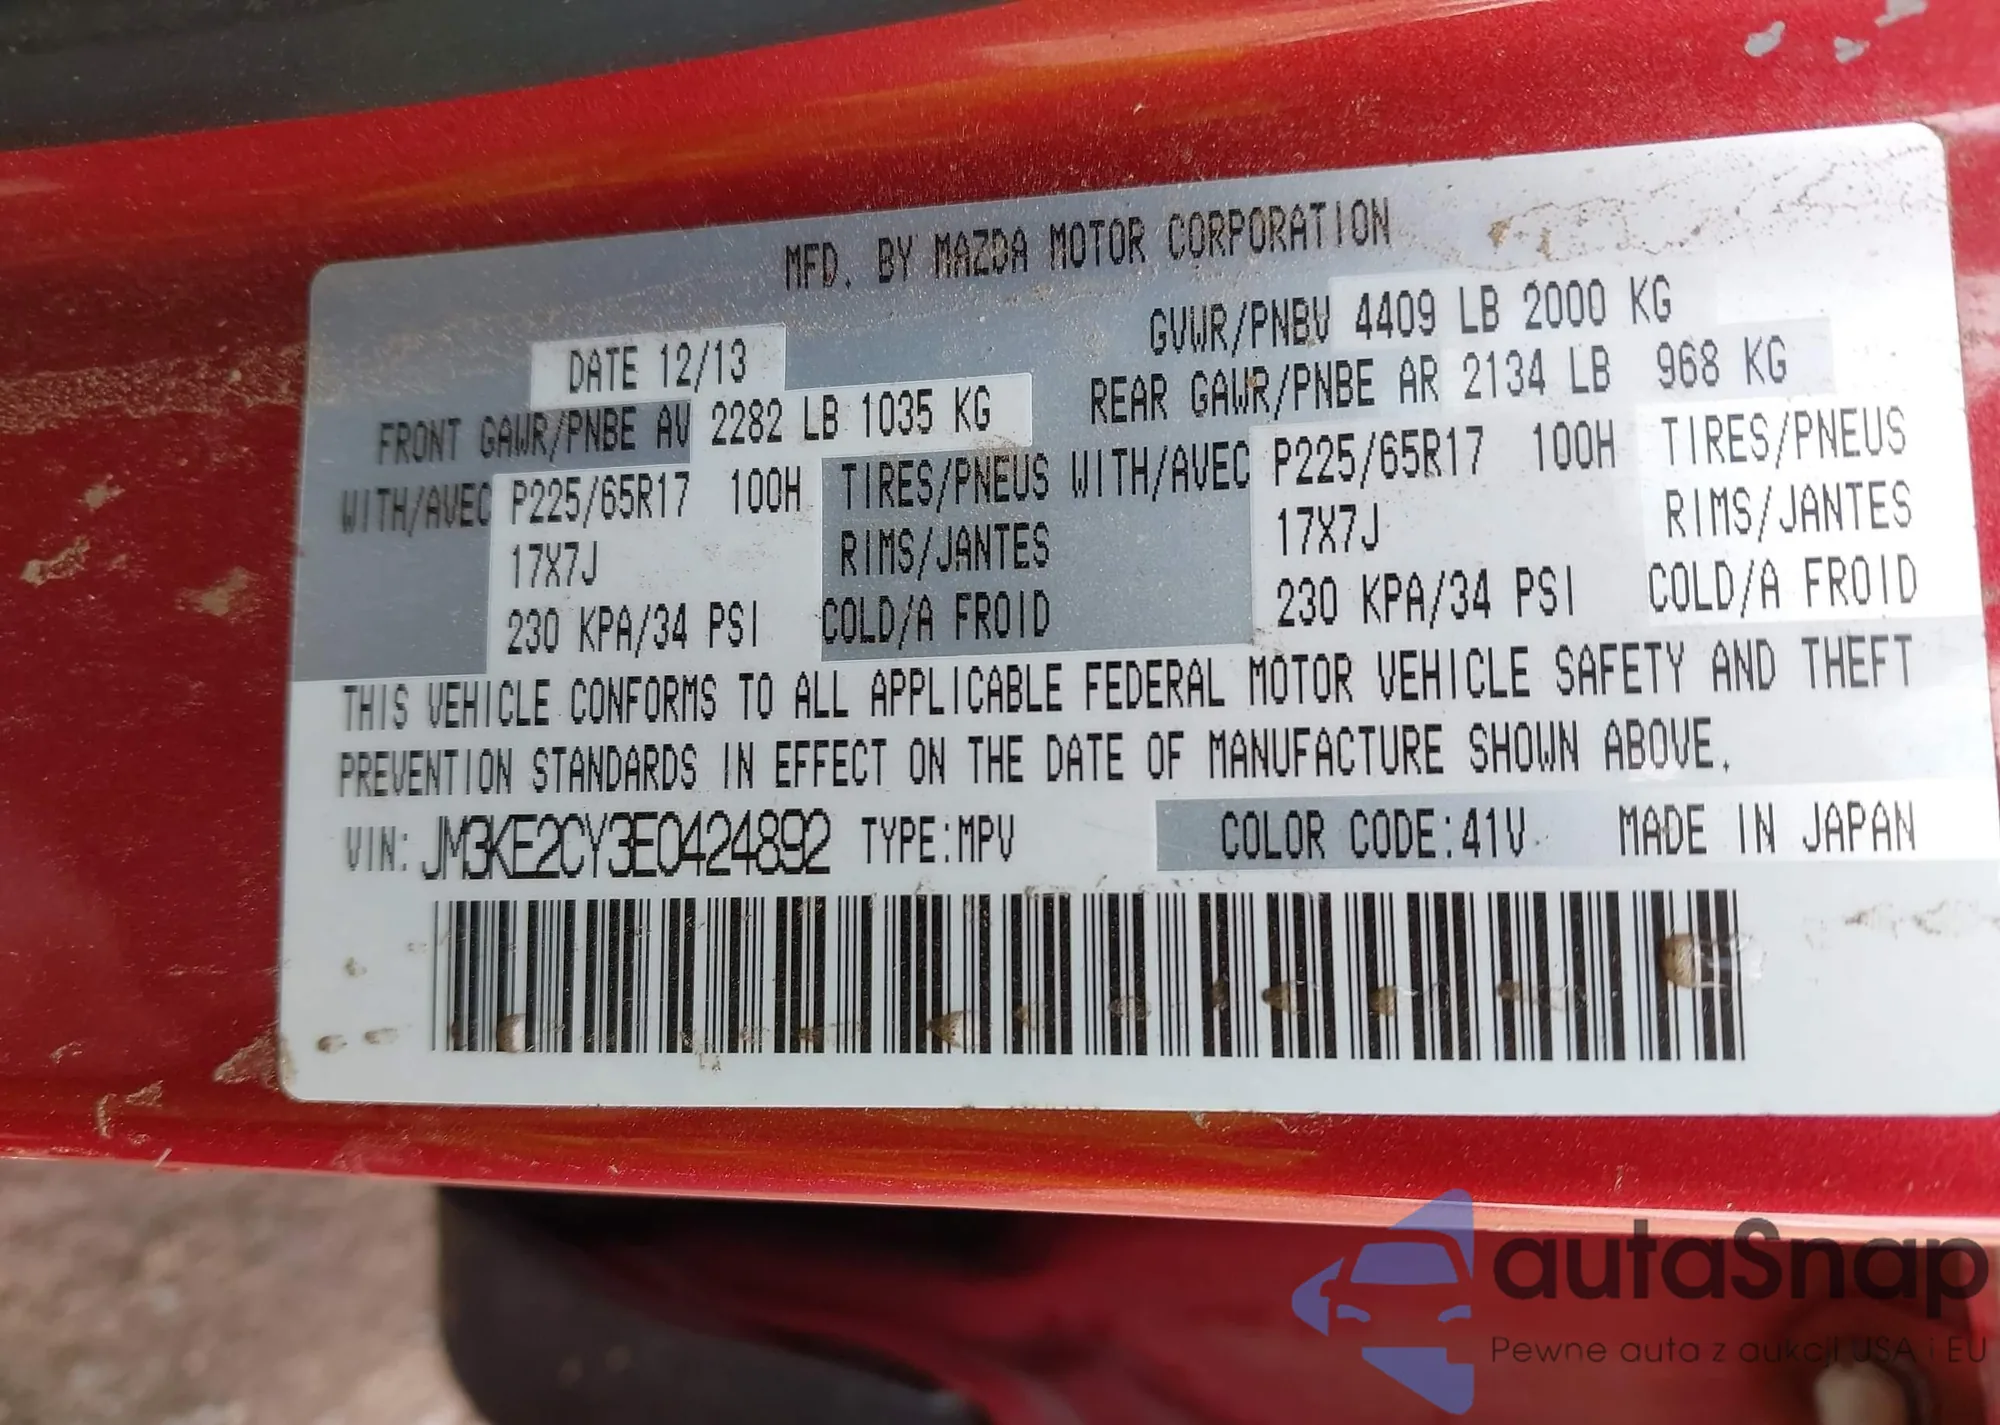 MFD. BY MAZDA MOTOR CORPORATION
DATE 12/13 GVWR/PNBV 4409 LB 2000 KG
FRONT GAWR/PNBE AV 2282 LB 1035 KG REAR GAWR/PNBE AR 2134 LB 968 KG
WITH/AVEC P225/65R17 100H TIRES/PNEUS WITH/AVEC P225/65R17 100H TIRES/PNEUS
17X7J RIMS/JANTES 17X7J RIMS/JANTES
230 KPA/34 PSI COLD/A FROID 230 KPA/34 PSI COLD/A FROID
THIS VEHICLE CONFORMS TO ALL APPLICABLE FEDERAL MOTOR VEHICLE SAFETY AND THEFT
PREVENTION STANDARDS IN EFFECT ON THE DATE OF MANUFACTURE SHOWN ABOVE.
VIN: JM3KE2CY3E0424892 TYPE:MPV COLOR CODE:41V MADE IN JAPAN
autaSnap
Pewne auta z aukcji USA i EU